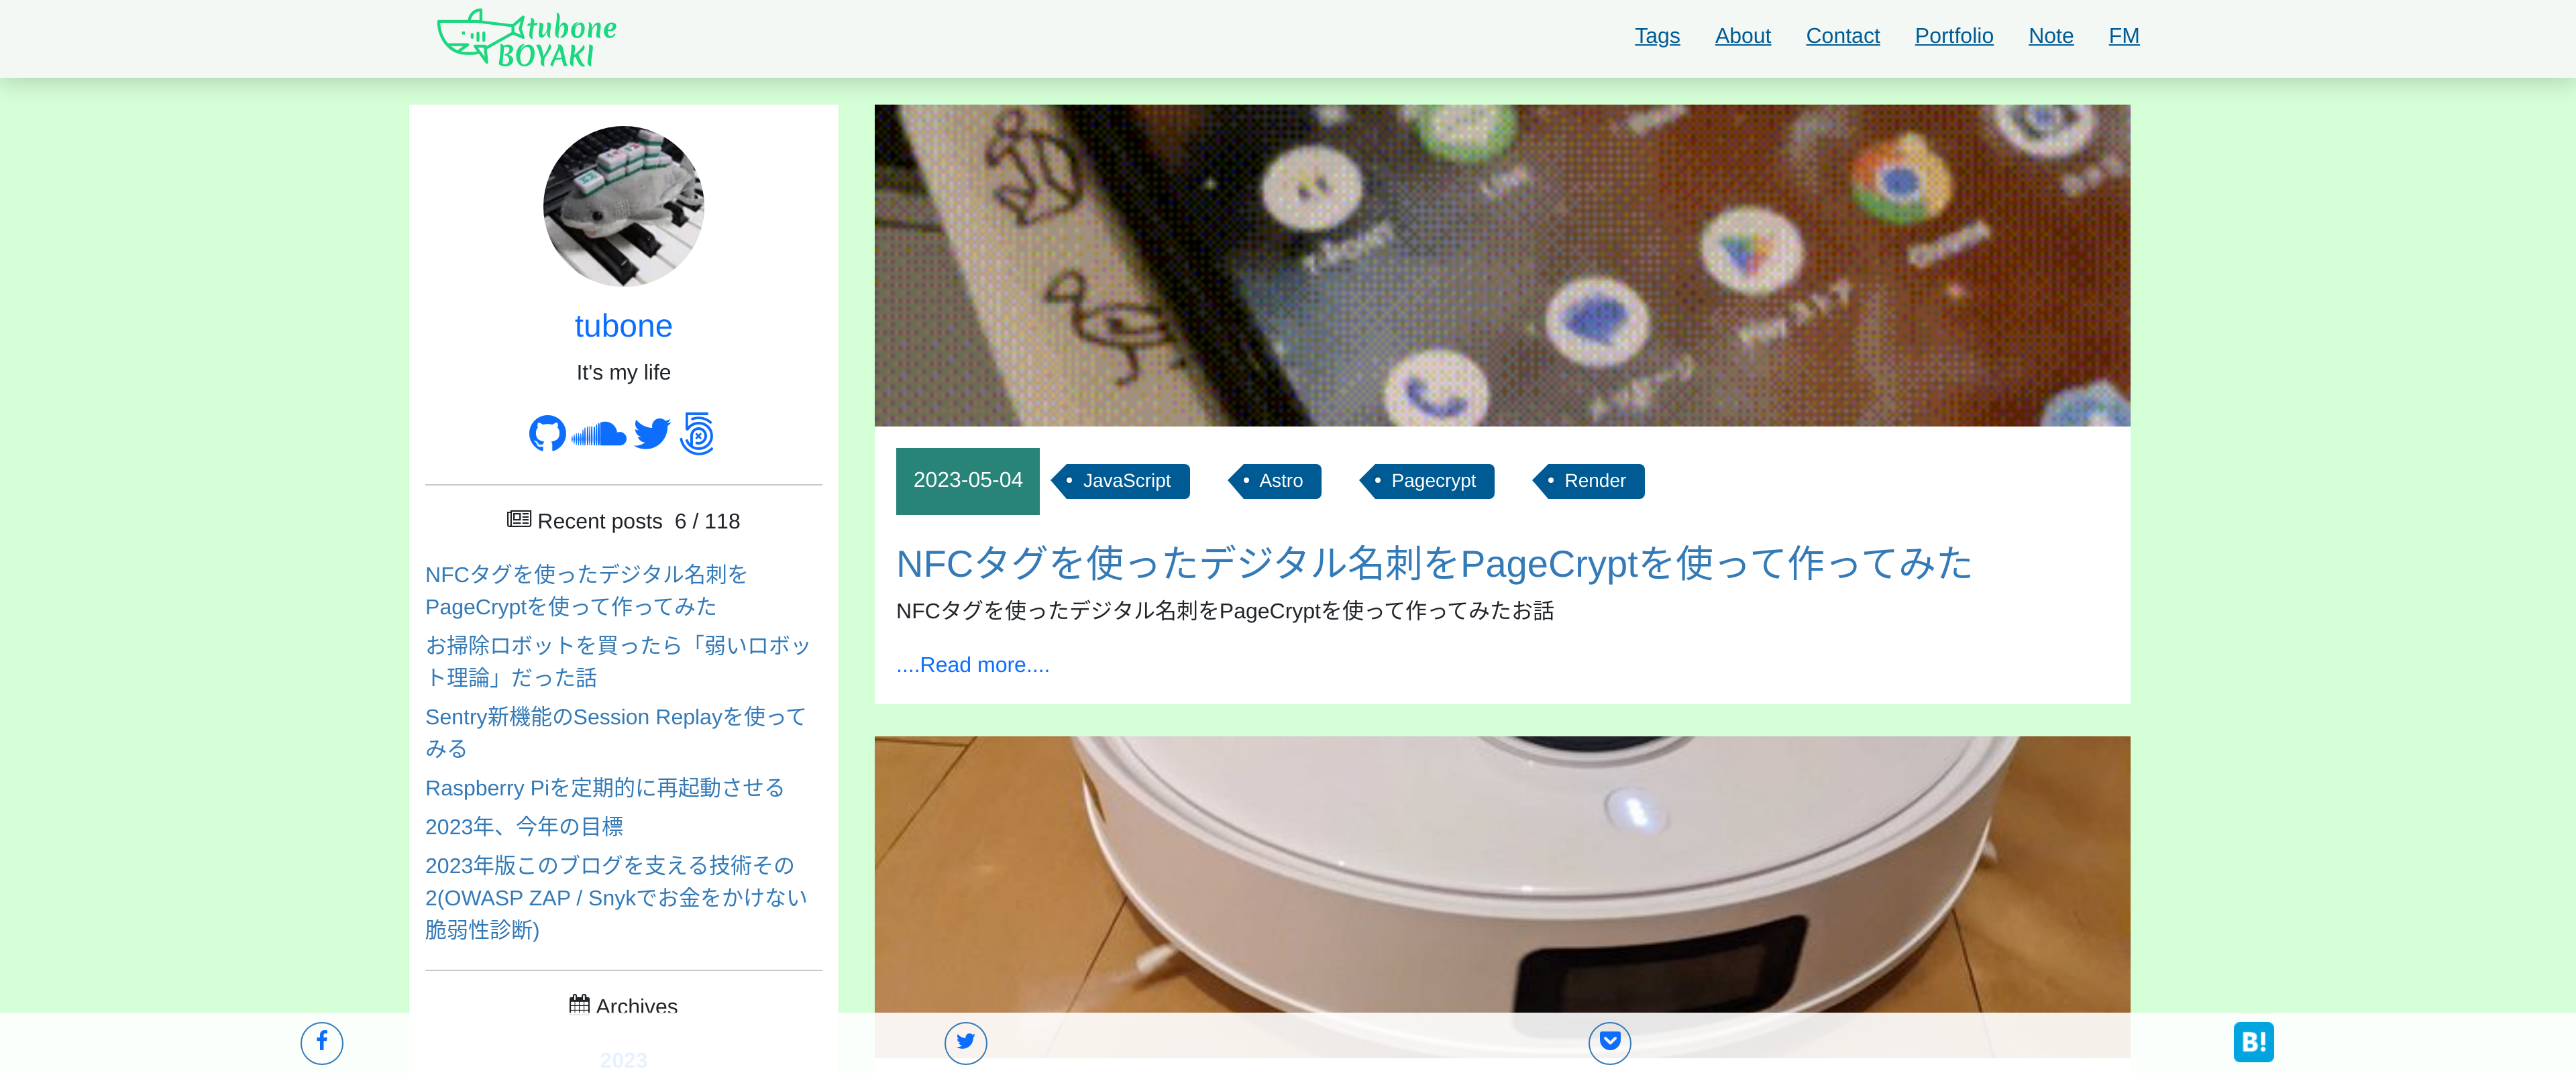 tubone
BOYAKI
Tags About Contact Portfolio Note FM
tubone
It's my life
Recent posts 6 / 118
NFCタグを使ったデジタル名刺を
PageCryptを使って作ってみた
お掃除ロボットを買ったら「弱いロボッ
ト理論」だった話
Sentry新機能のSession Replayを使って
みる
Raspberry Piを定期的に再起動させる
2023年、今年の目標
2023年版このブログを支える技術その
2(OWASP ZAP / Snykでお金をかけない
脆弱性診断)
Archives
2023
LINE
Chrome
Play ストア
メッセージ
2023-05-04 JavaScript Astro Pagecrypt Render
NFCタグを使ったデジタル名刺をPageCryptを使って作ってみた
NFCタグを使ったデジタル名刺をPageCryptを使って作ってみたお話
....Read more....
B!